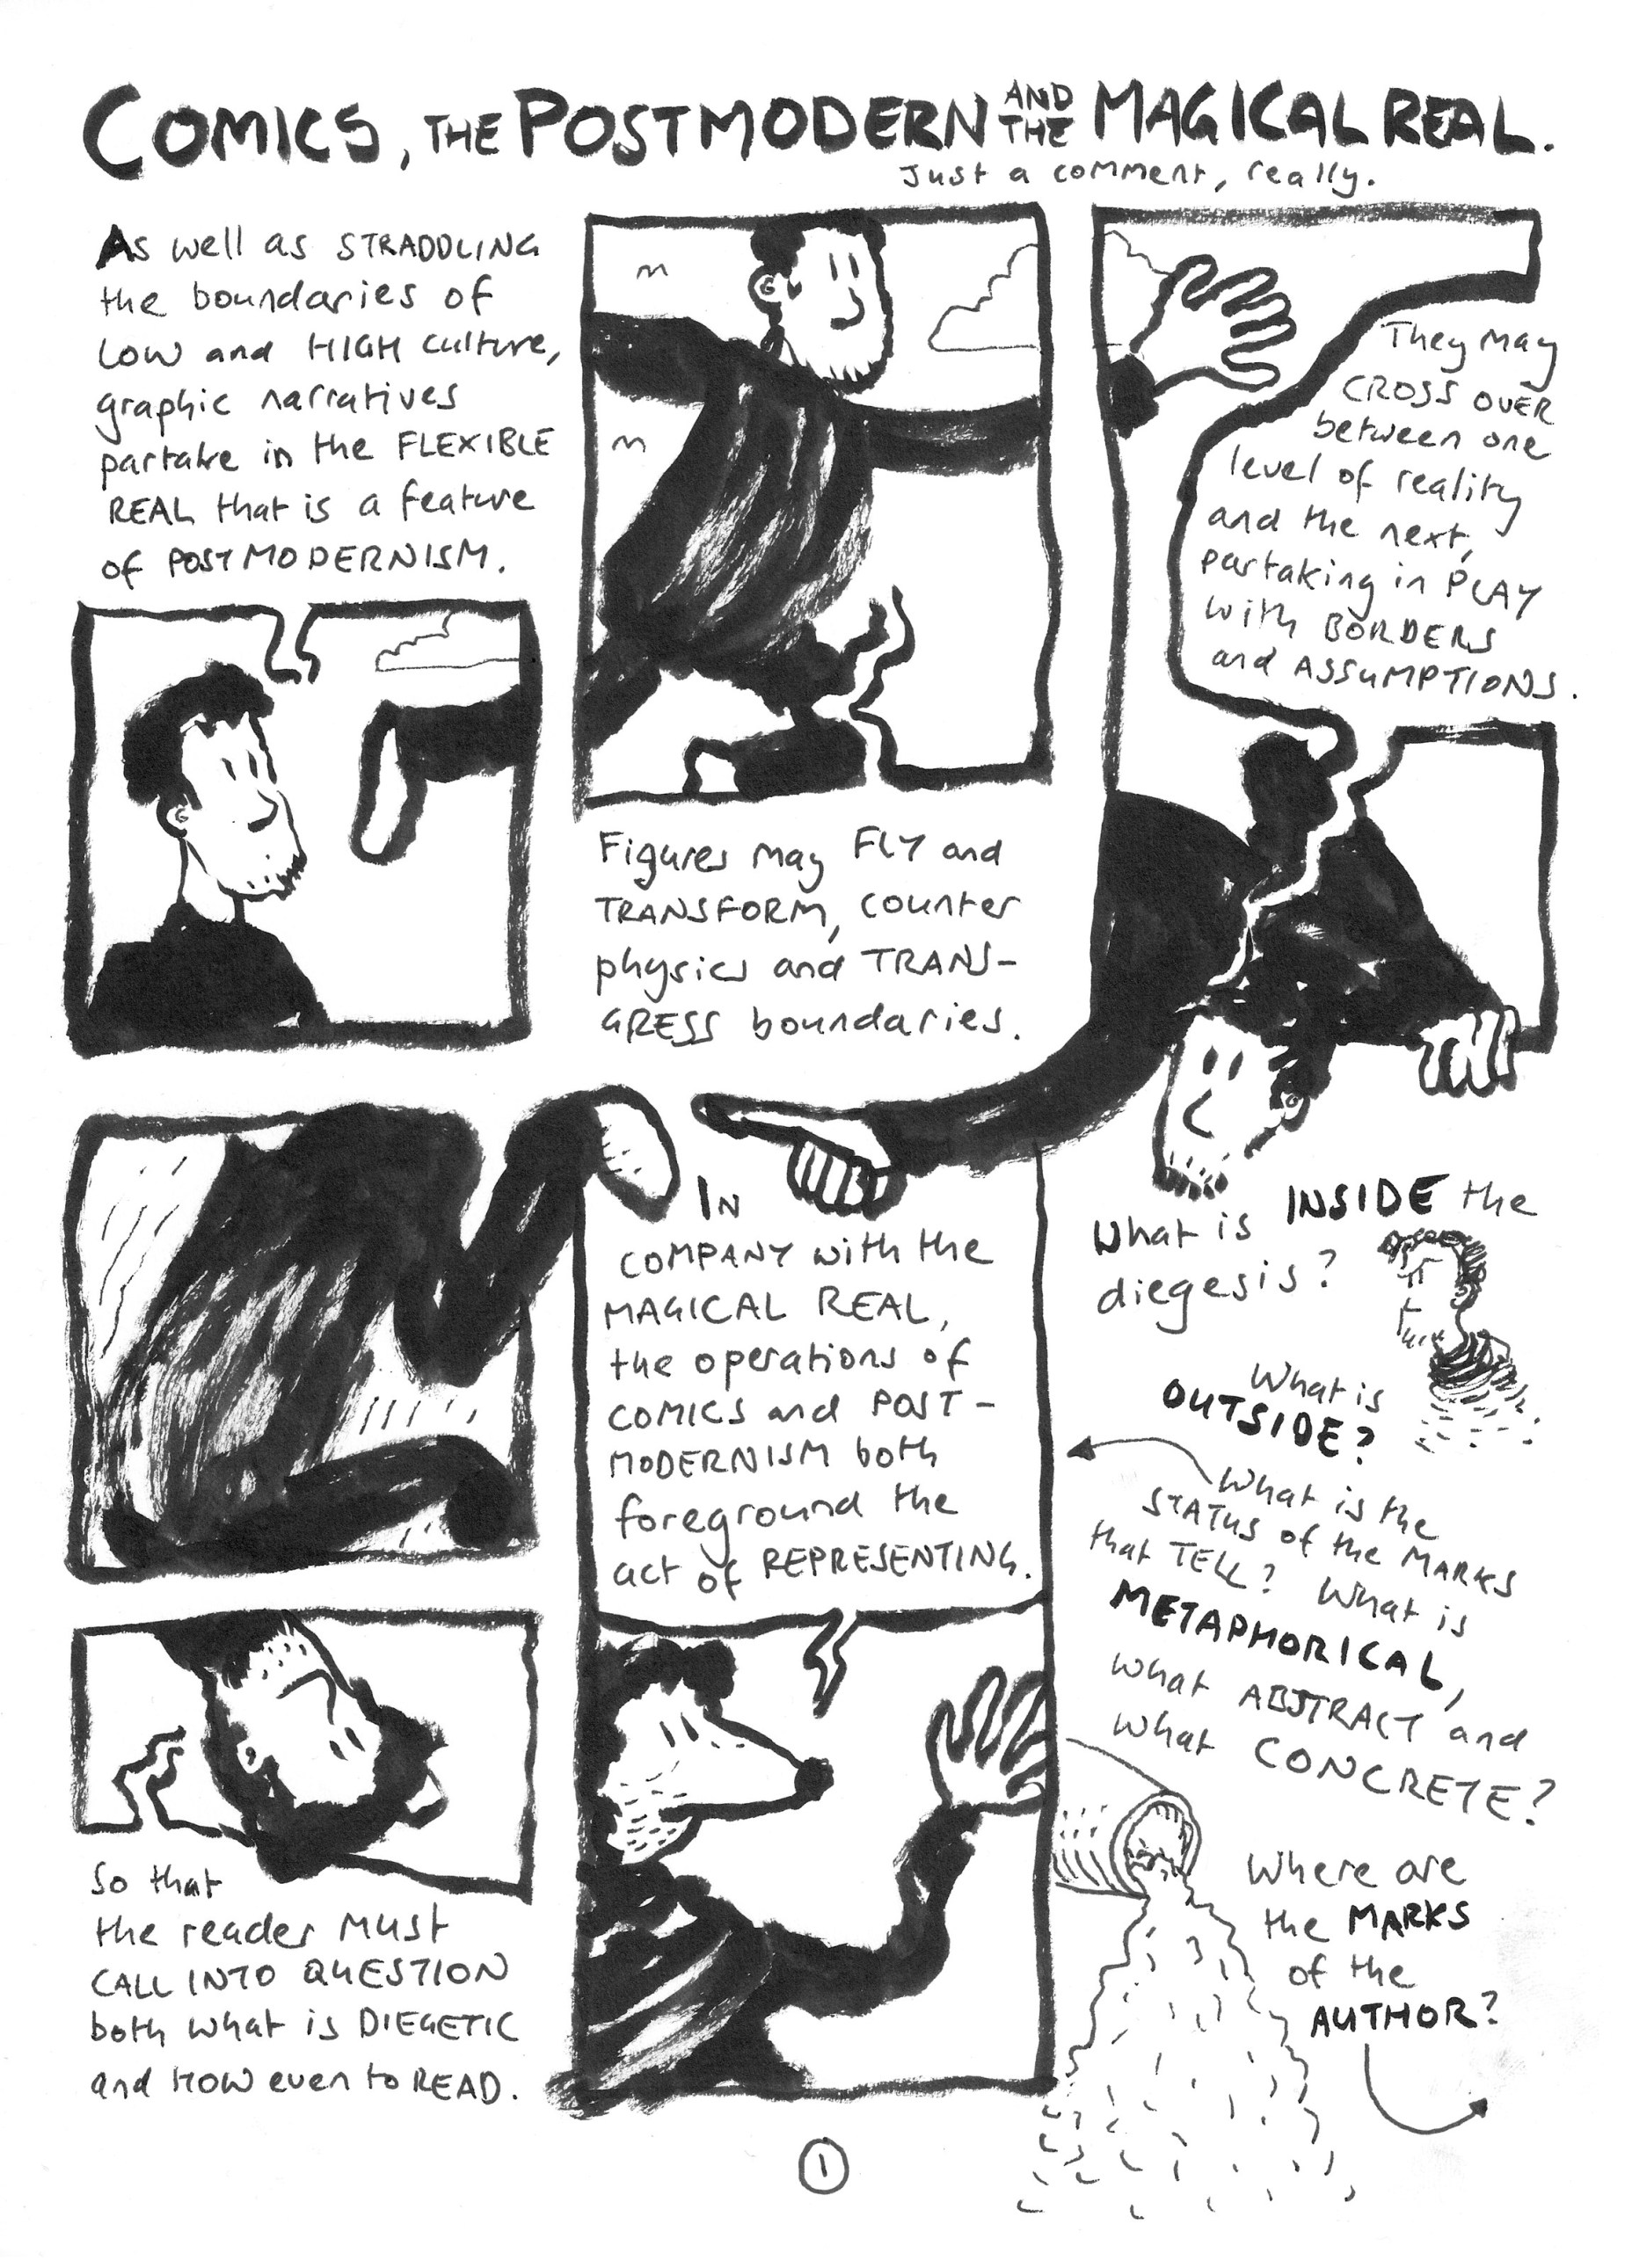 COMICS, THE POSTMODERN AND THE MAGICAL REAL.
Just a comment, really.
As well as STRADDLING
the boundaries of
LOW and HIGH culture,
graphic narratives
partake in the FLEXIBLE
REAL that is a feature
of POSTMODERNISM.
Figures may FLY and
TRANSFORM, counter
physics and TRANS-
GRESS boundaries.
They may
CROSS OVER
between one
level of reality
and the next,
partaking in PLAY
with BORDERS
and ASSUMPTIONS.
IN
COMPANY with the
MAGICAL REAL,
the operations of
COMICS and POST-
MODERNISM both
foreground the
act of REPRESENTING.
So that
the reader MUST
CALL INTO QUESTION
both what is DIEGETIC
and HOW even to READ.
What is INSIDE the
diegesis?
What is
OUTSIDE?
What is the
STATUS of the MARKS
that TELL? What is
METAPHORICAL,
what ABSTRACT and
what CONCRETE?
Where are
the MARKS
of the
AUTHOR?
1